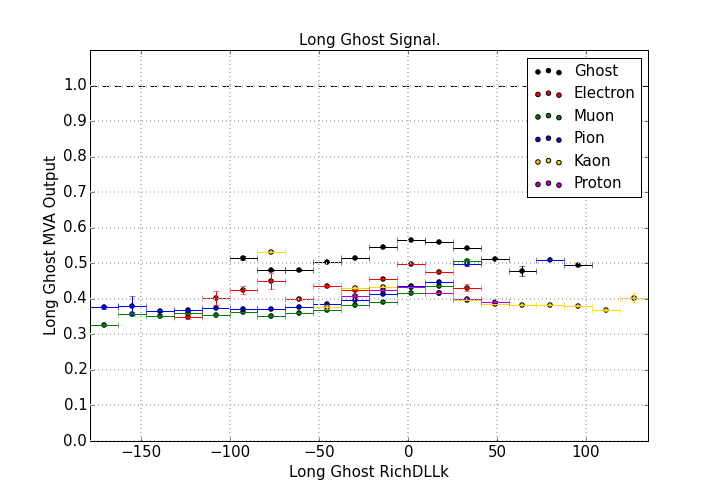 Long Ghost Signal.
Ghost
Electron
Muon
Pion
Kaon
Proton
1.0
0.9
0.8
0.7
0.6
0.5
0.4
0.3
0.2
0.1
0.0
Long Ghost MVA Output
−150
−100
−50
0
50
100
Long Ghost RichDLLk